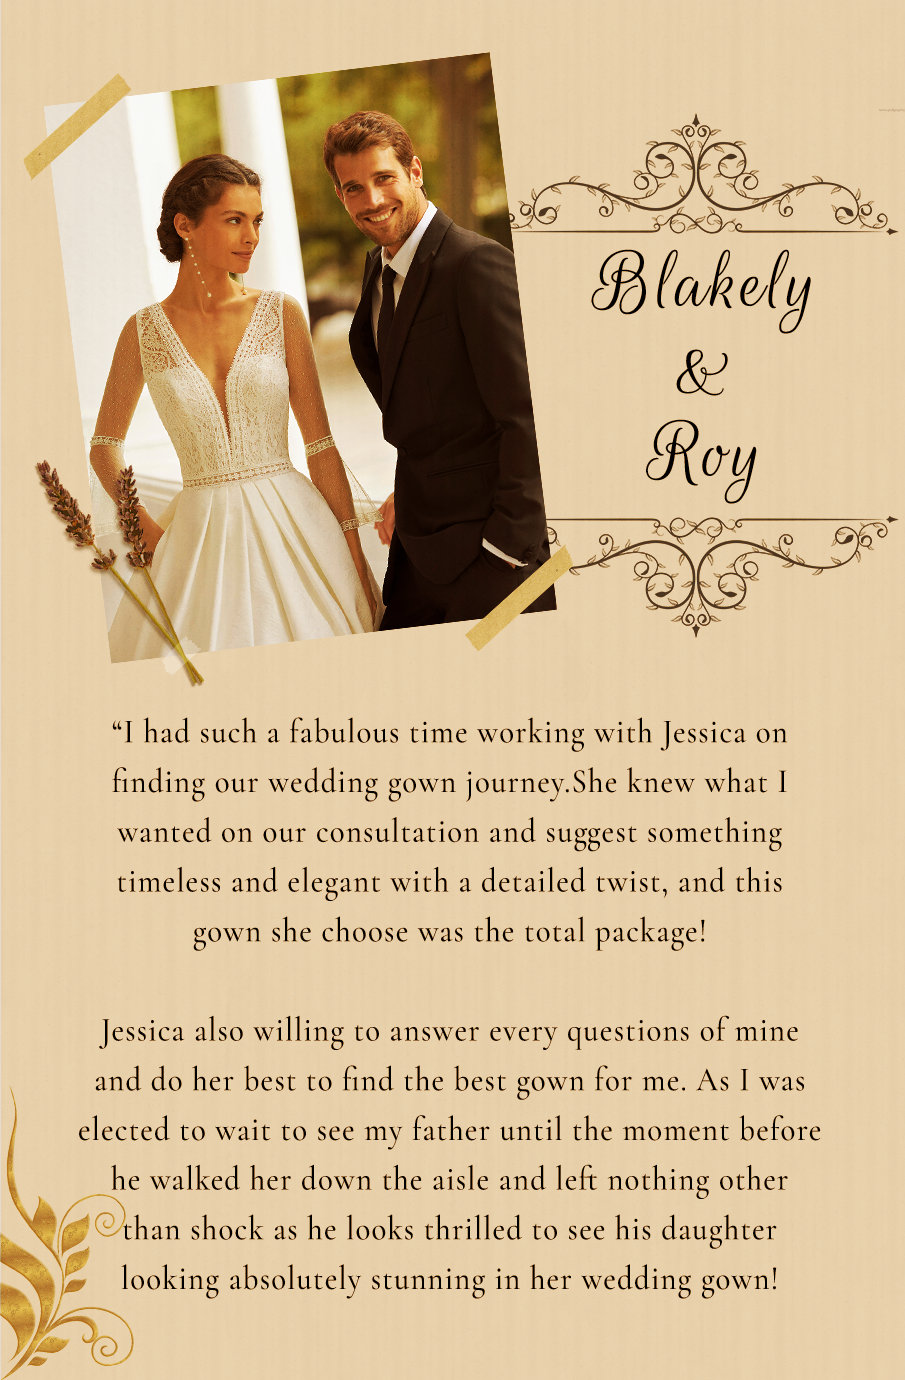 Blakely
&
Roy
“I had such a fabulous time working with Jessica on
finding our wedding gown journey.She knew what I
wanted on our consultation and suggest something
timeless and elegant with a detailed twist, and this
gown she choose was the total package!
Jessica also willing to answer every questions of mine
and do her best to find the best gown for me. As I was
elected to wait to see my father until the moment before
he walked her down the aisle and left nothing other
than shock as he looks thrilled to see his daughter
looking absolutely stunning in her wedding gown!